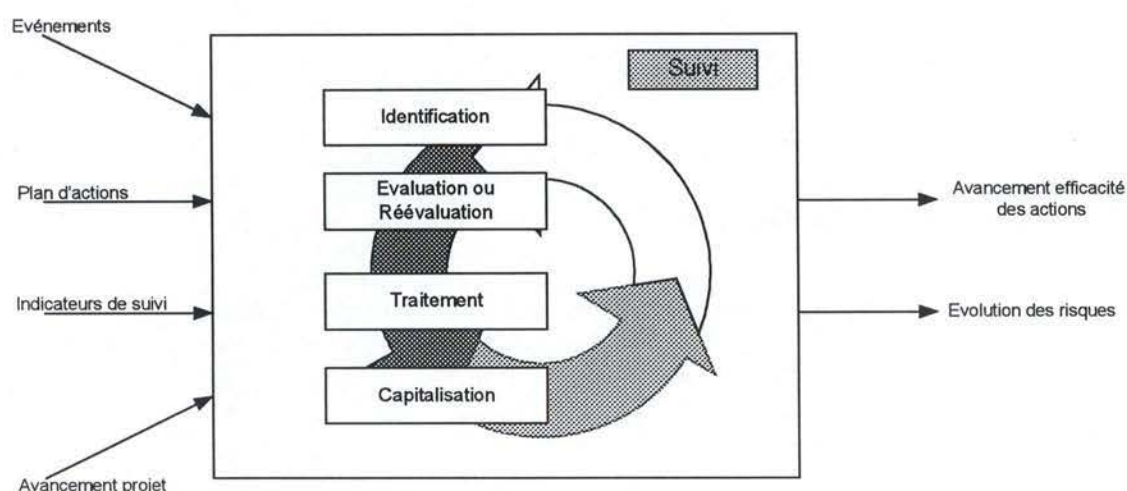 Evénements
Suivi
Identification
Plan d'actions
Evaluation ou
Réévaluation
Avancement efficacité
des actions
Indicateurs de suivi
Traitement
Evolution des risques
Capitalisation
Avancement projet